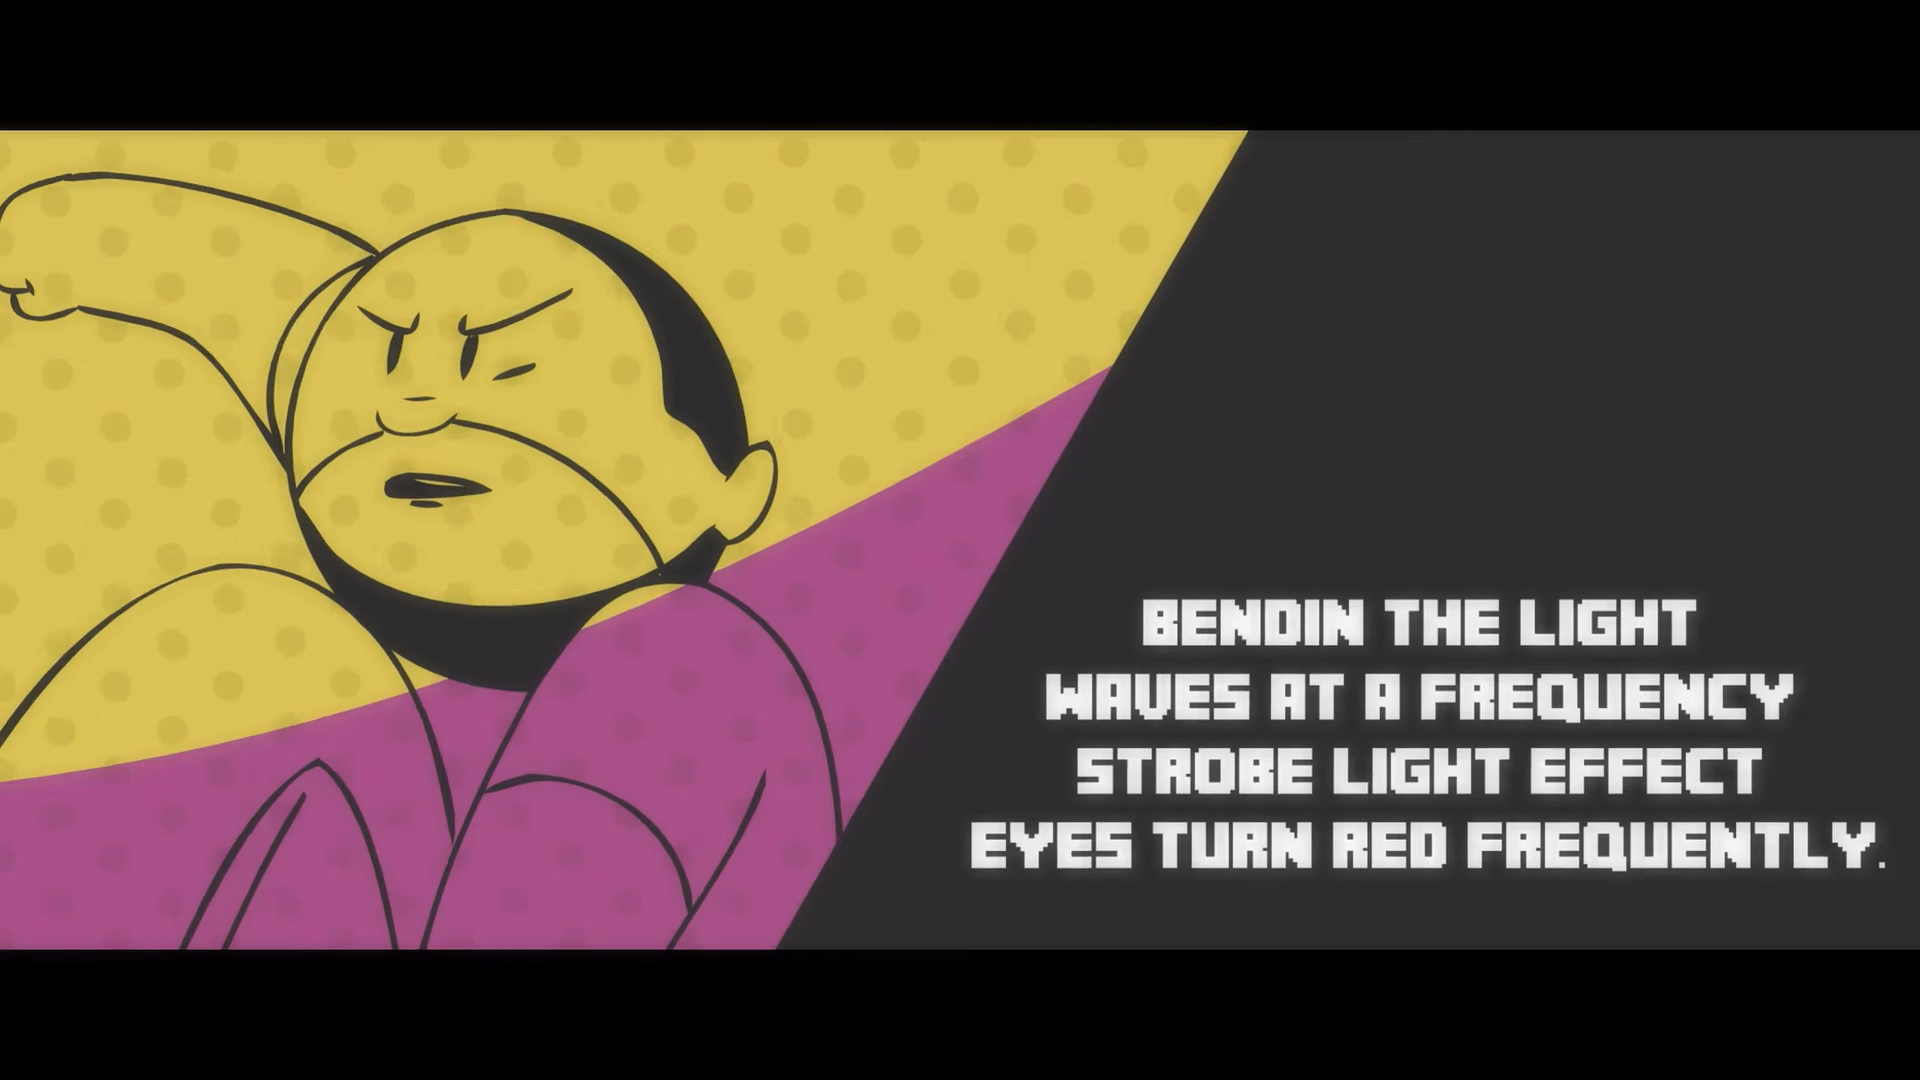 BENDIN THE LIGHT
WAVES AT A FREQUENCY
STROBE LIGHT EFFECT
EYES TURN RED FREQUENTLY.